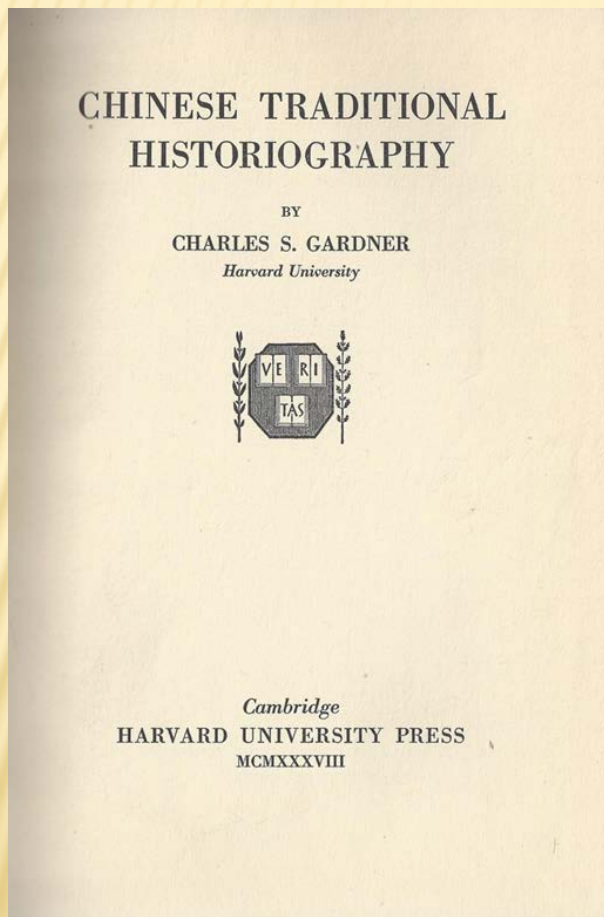 CHINESE TRADITIONAL
HISTORIOGRAPHY
BY
CHARLES S. GARDNER
Harvard University
VE RI
TAS
Cambridge
HARVARD UNIVERSITY PRESS
MCMXXXVIII